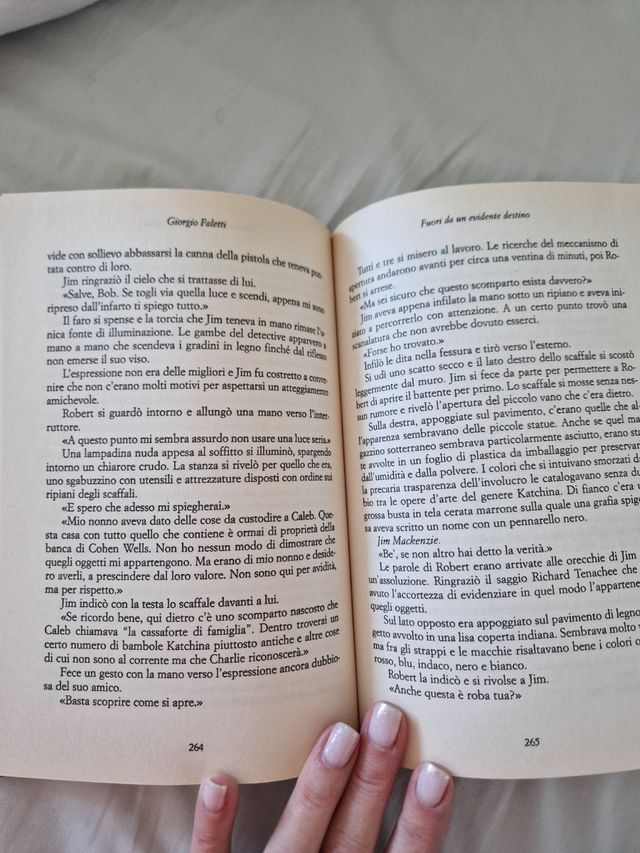 Giorgio Faletti
vide con sollievo abbassarsi la canna della pistola che teneva pun-
tata contro di loro.
Jim ringraziò il cielo che si trattasse di lui.
«Salve, Bob. Se togli via quella luce e scendi, appena mi sono
ripreso dall'infarto ti spiego tutto.»
Il faro si spense e la torcia che Jim teneva in mano rimase l'u-
nica fonte di illuminazione. Le gambe del detective apparvero a
mano a mano che scendeva i gradini in legno finché dal riflesso
non emerse il suo viso.
L'espressione non era delle migliori e Jim fu costretto a conve-
nire che non c'erano molti motivi per aspettarsi un atteggiamento
amichevole.
Robert si guardò intorno e allungò una mano verso l'inter-
ruttore.
«A questo punto mi sembra assurdo non usare una luce seria.»
Una lampadina nuda appesa al soffitto si illuminò, spargendo
intorno un chiarore crudo. La stanza si rivelò per quello che era,
uno sgabuzzino con utensili e attrezzature disposti con ordine sui
ripiani degli scaffali.
«E spero che adesso mi spiegherai.»
«Mio nonno aveva dato delle cose da custodire a Caleb. Que-
sta casa con tutto quello che contiene è ormai di proprietà della
banca di Cohen Wells. Non ho nessun modo di dimostrare che
quegli oggetti mi appartengono. Ma erano di mio nonno e deside-
ro averli, a prescindere dal loro valore. Non sono qui per avidità,
ma per rispetto.»
Jim indicò con la testa lo scaffale davanti a lui.
«Se ricordo bene, qui dietro c'è uno scomparto nascosto che
Caleb chiamava "la cassaforte di famiglia". Dentro troverai un
certo numero di bambole Katchina piuttosto antiche e altre cose
di cui non sono al corrente ma che Charlie riconoscerà.»
Fece un gesto con la mano verso l'espressione ancora dubbio-
sa del suo amico.
«Basta scoprire come si apre.»
264
Fuori da un evidente destino
Tutti e tre si misero al lavoro. Le ricerche del meccanismo di
apertura andarono avanti per circa una ventina di minuti, poi Ro-
bert si arrese.
«Ma sei sicuro che questo scomparto esista davvero?»
Jim aveva appena infilato la mano sotto un ripiano e aveva ini-
ziato a percorrerlo con attenzione. A un certo punto trovò una
scanalatura che non avrebbe dovuto esserci.
«Forse ho trovato.»
Infilò le dita nella fessura e tirò verso l'esterno.
Si udì uno scatto secco e il lato destro dello scaffale si scostò
leggermente dal muro. Jim si fece da parte per permettere a Ro-
bert di aprire il battente per primo. Lo scaffale si mosse senza nes-
sun rumore e rivelò l'apertura del piccolo vano che c'era dietro.
Sulla destra, appoggiate sul pavimento, c'erano quelle che al-
l'apparenza sembravano delle piccole statue. Anche se quel ma-
gazzino sotterraneo sembrava particolarmente asciutto, erano sta-
te avvolte in un foglio di plastica da imballaggio per preservar
dall'umidità e dalla polvere. I colori che si intuivano smorzati da
la precaria trasparenza dell'involucro le catalogavano senza du
bio tra le opere d'arte del genere Katchina. Di fianco c'era u
grossa busta in tela cerata marrone sulla quale una grafia spigo
sa aveva scritto un nome con un pennarello nero.
Jim Mackenzie.
«Be', se non altro hai detto la verità.»
Le parole di Robert erano arrivate alle orecchie di Jim
un'assoluzione. Ringraziò il saggio Richard Tenachee che a
avuto l'accortezza di evidenziare in quel modo l'appartene
quegli oggetti.
Sul lato opposto era appoggiato sul pavimento di legno
getto avvolto in una lisa coperta indiana. Sembrava molto v
ma fra gli strappi e le macchie risaltavano bene i colori o
rosso, blu, indaco, nero e bianco.
Robert la indicò e si rivolse a Jim.
«Anche questa è roba tua?»
265